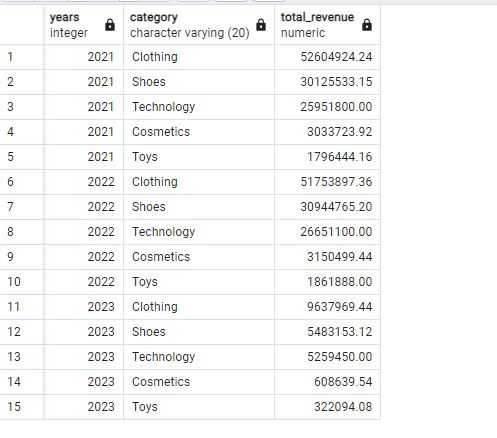 years category total_revenue
integer character varying (20) numeric
1 2021 Clothing 52604924.24
2 2021 Shoes 30125533.15
3 2021 Technology 25951800.00
4 2021 Cosmetics 3033723.92
5 2021 Toys 1796444.16
6 2022 Clothing 51753897.36
7 2022 Shoes 30944765.20
8 2022 Technology 26651100.00
9 2022 Cosmetics 3150499.44
10 2022 Toys 1861888.00
11 2023 Clothing 9637969.44
12 2023 Shoes 5483153.12
13 2023 Technology 5259450.00
14 2023 Cosmetics 608639.54
15 2023 Toys 322094.08